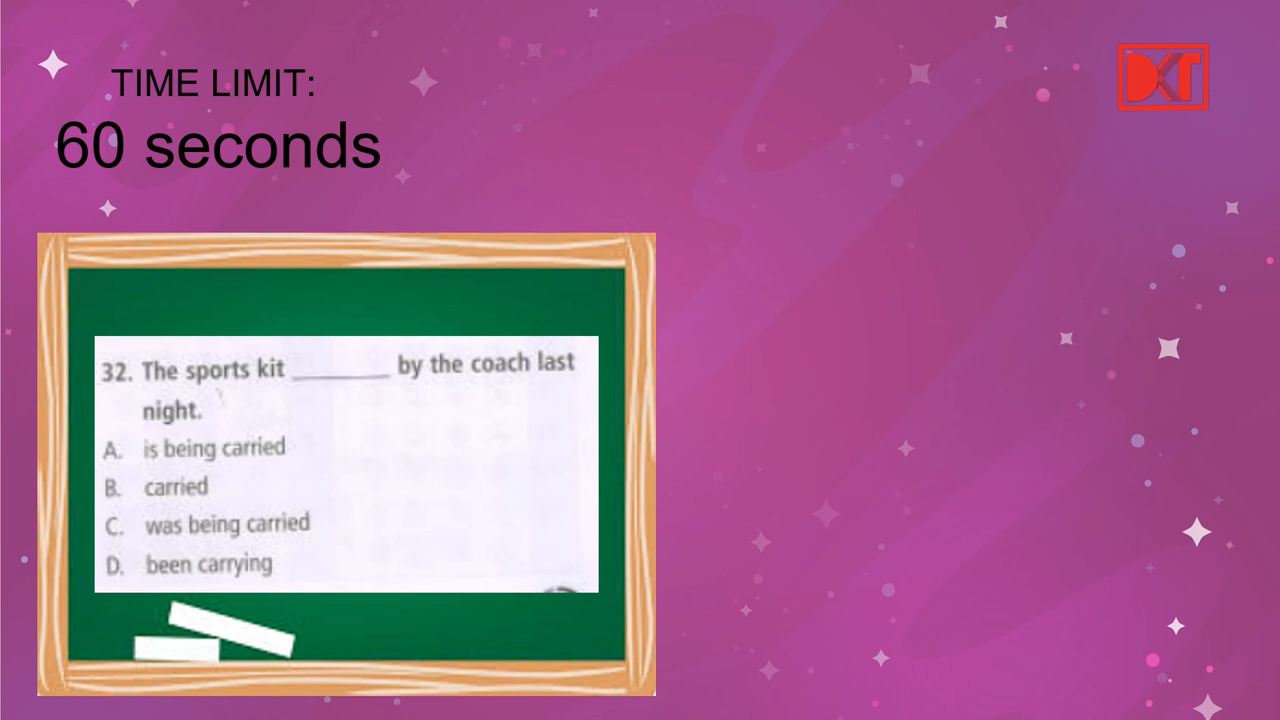 TIME LIMIT:
60 seconds
DKT
32. The sports kit ________ by the coach last
night.
A. is being carried
B. carried
C. was being carried
D. been carrying